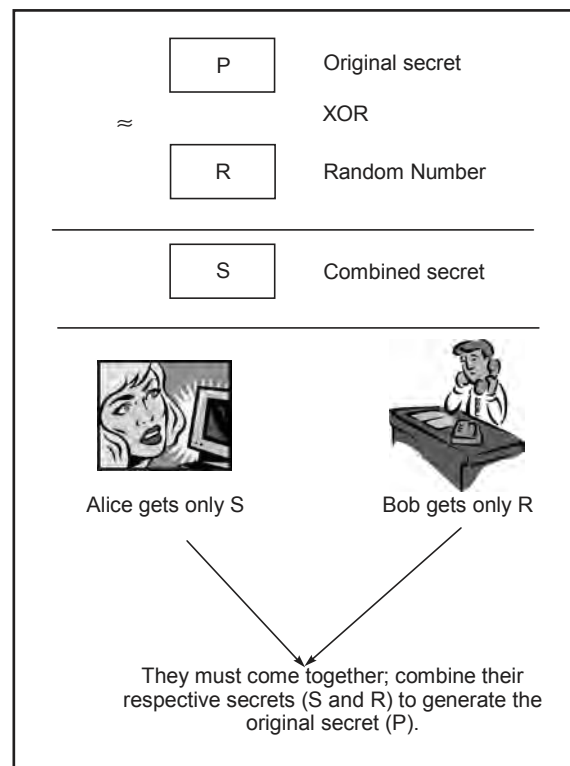 P Original secret
≈ XOR
R Random Number
S Combined secret
Alice gets only S Bob gets only R
They must come together; combine their
respective secrets (S and R) to generate the
original secret (P).